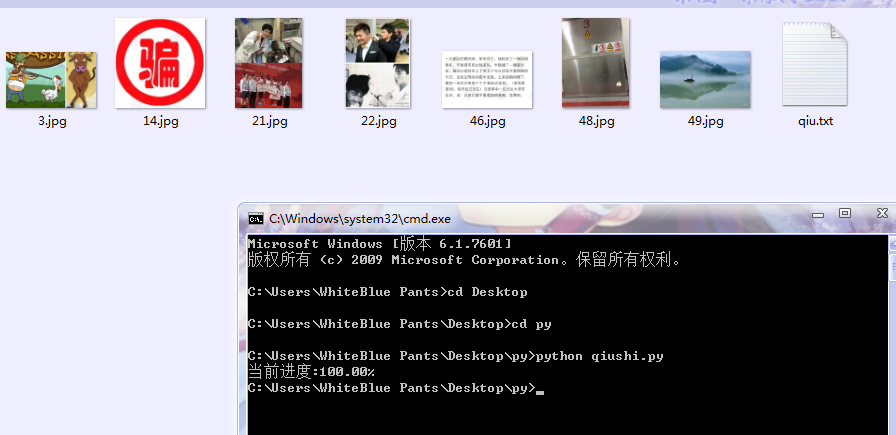 骗
3.jpg
14.jpg
21.jpg
22.jpg
46.jpg
48.jpg
49.jpg
qiu.txt
C:\Windows\system32\cmd.exe
Microsoft Windows [版本 6.1.7601]
版权所有 (c) 2009 Microsoft Corporation。保留所有权利。
C:\Users\WhiteBlue Pants>cd Desktop
C:\Users\WhiteBlue Pants\Desktop>cd py
C:\Users\WhiteBlue Pants\Desktop\py>python qiushi.py
当前进度:100.00%
C:\Users\WhiteBlue Pants\Desktop\py>